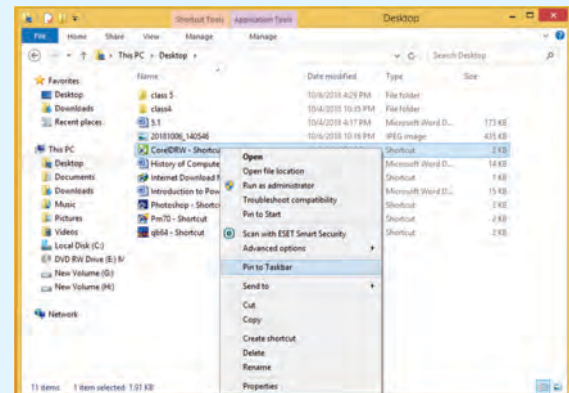 Shortcut Tools Application Tools Desktop
File Home Share View Manage Manage
This PC Desktop Search Desktop
Name Date modified Type Size
Favorites
Desktop
Downloads
Recent places
This PC
Desktop
Documents
Downloads
Music
Pictures
Videos
Local Disk (C:)
DVD RW Drive (E:) M
New Volume (G:)
New Volume (H:)
Network
class 5 10/4/2018 4:29 PM File folder
class4 10/4/2018 10:35 PM File folder
5.1 10/4/2018 4:17 PM Microsoft Word D... 173 KB
20181006_140546 10/6/2018 10:16 PM JPEG image 435 KB
CorelDRW - Shortcu Shortcut 2 KB
History of Compute Microsoft Word D... 14 KB
Internet Download M Shortcut 1 KB
Introduction to Pow Microsoft Word D... 15 KB
Photoshop - Shortc Shortcut 2 KB
Pm70 - Shortcut Shortcut 2 KB
qb64 - Shortcut Shortcut 2 KB
Open
Open file location
Run as administrator
Troubleshoot compatibility
Pin to Start
Scan with ESET Smart Security
Advanced options
Pin to Taskbar
Send to
Cut
Copy
Create shortcut
Delete
Rename
Properties
11 items 1 item selected 1.91 KB